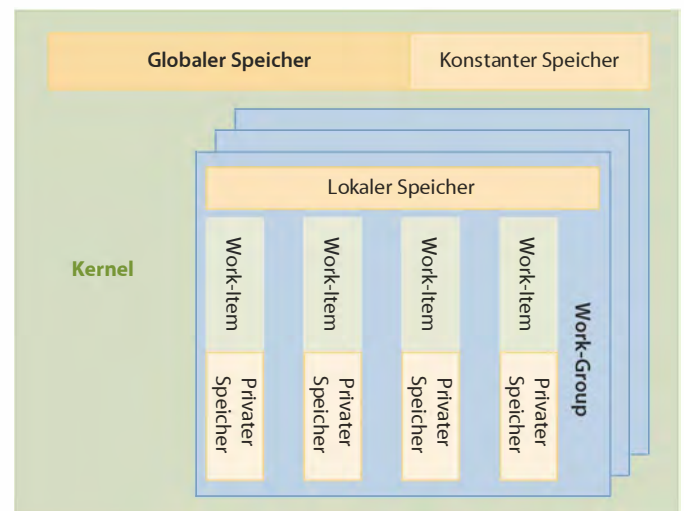 Globaler Speicher
Konstanter Speicher
Lokaler Speicher
Kernel
Work-Item
Work-Item
Work-Item
Work-Item
Work-Group
Privater
Speicher
Privater
Speicher
Privater
Speicher
Privater
Speicher